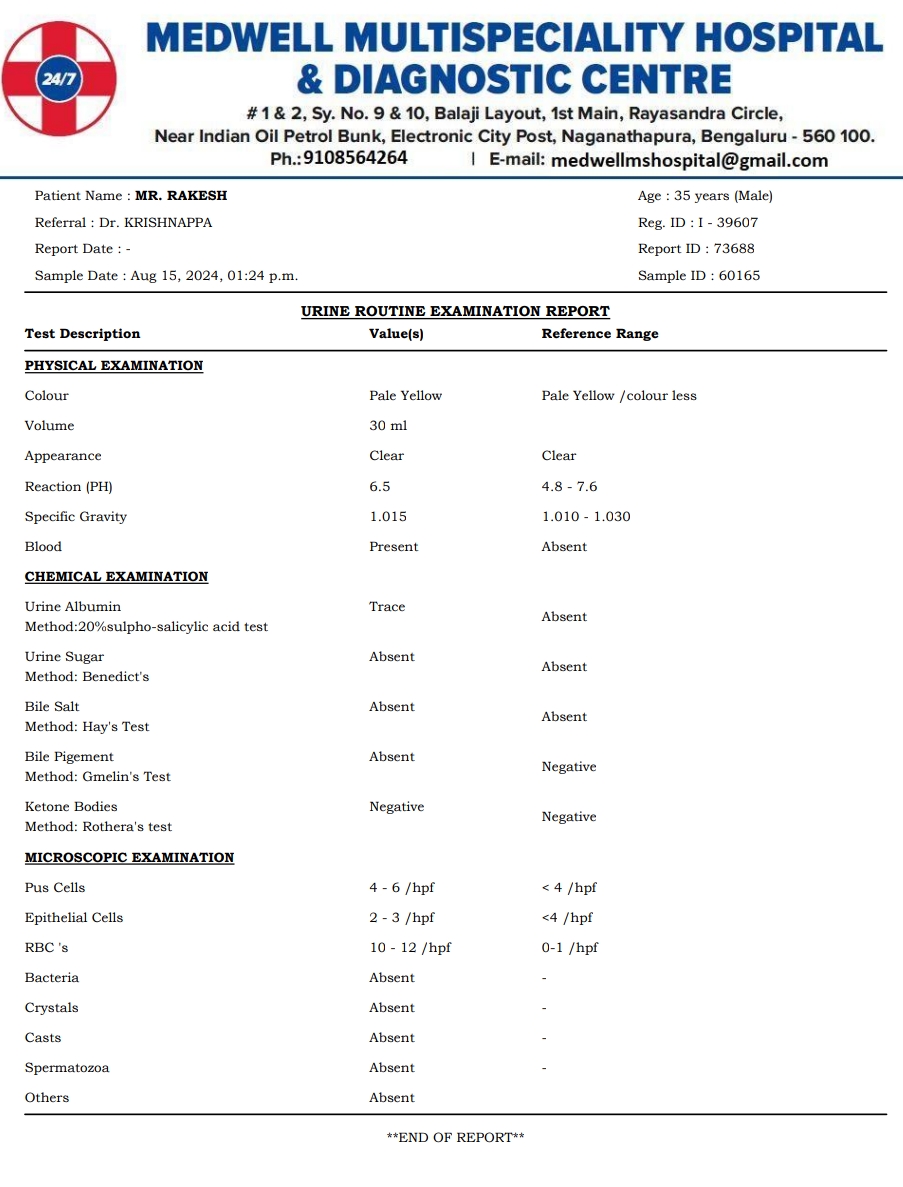 24/7
MEDWELL MULTISPECIALITY HOSPITAL
& DIAGNOSTIC CENTRE
# 1 & 2, Sy. No. 9 & 10, Balaji Layout, 1st Main, Rayasandra Circle,
Near Indian Oil Petrol Bunk, Electronic City Post, Naganathapura, Bengaluru - 560 100.
Ph.:9108564264 | E-mail: medwellmshospital@gmail.com
Patient Name : MR. RAKESH Age : 35 years (Male)
Referral : Dr. KRISHNAPPA Reg. ID : I - 39607
Report Date : - Report ID : 73688
Sample Date : Aug 15, 2024, 01:24 p.m. Sample ID : 60165
URINE ROUTINE EXAMINATION REPORT
Test Description Value(s) Reference Range
PHYSICAL EXAMINATION
Colour Pale Yellow Pale Yellow /colour less
Volume 30 ml
Appearance Clear Clear
Reaction (PH) 6.5 4.8 - 7.6
Specific Gravity 1.015 1.010 - 1.030
Blood Present Absent
CHEMICAL EXAMINATION
Urine Albumin Trace Absent
Method:20%sulpho-salicylic acid test
Urine Sugar Absent Absent
Method: Benedict's
Bile Salt Absent Absent
Method: Hay's Test
Bile Pigement Absent Negative
Method: Gmelin's Test
Ketone Bodies Negative Negative
Method: Rothera's test
MICROSCOPIC EXAMINATION
Pus Cells 4 - 6 /hpf < 4 /hpf
Epithelial Cells 2 - 3 /hpf <4 /hpf
RBC 's 10 - 12 /hpf 0-1 /hpf
Bacteria Absent -
Crystals Absent -
Casts Absent -
Spermatozoa Absent -
Others Absent
**END OF REPORT**